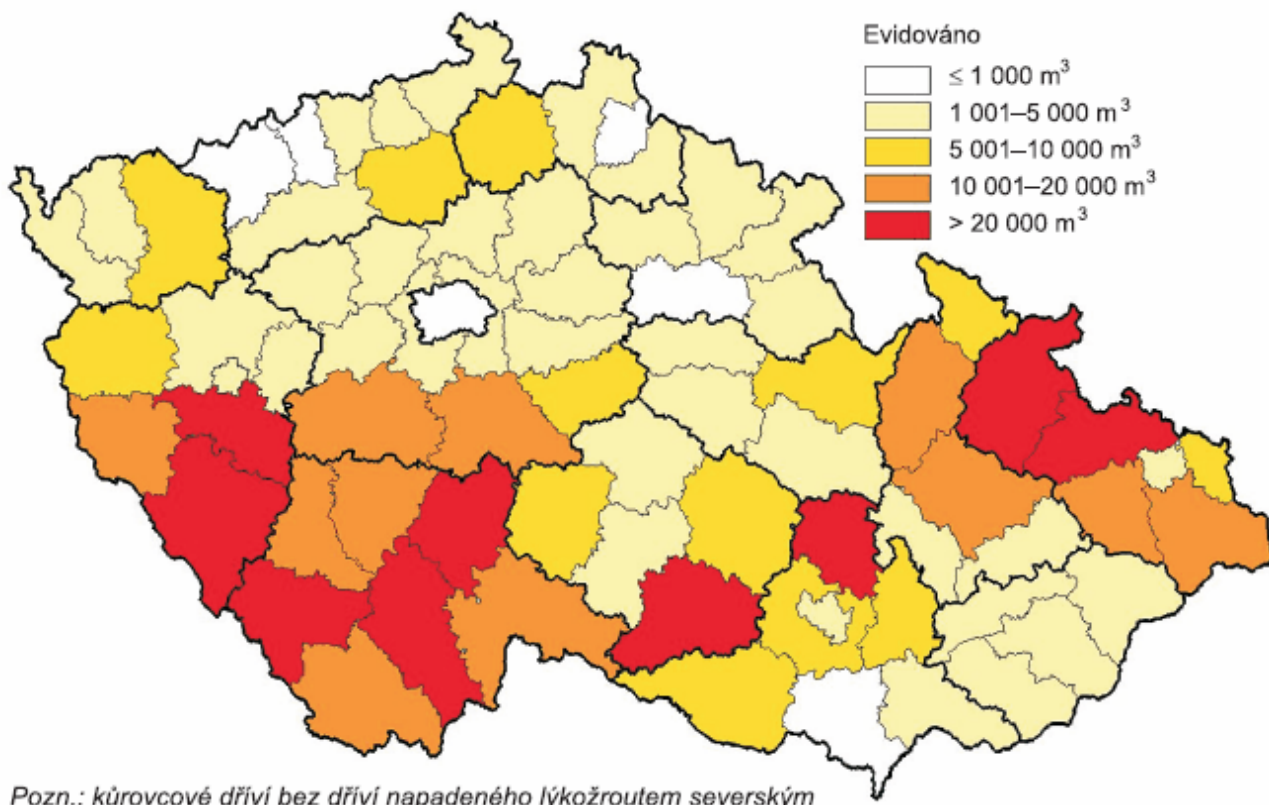 Evidováno
≤ 1 000 m³
1 001–5 000 m³
5 001–10 000 m³
10 001–20 000 m³
> 20 000 m³
Pozn.: kůrovcové dříví bez dříví napadeného lýkožroutem severským